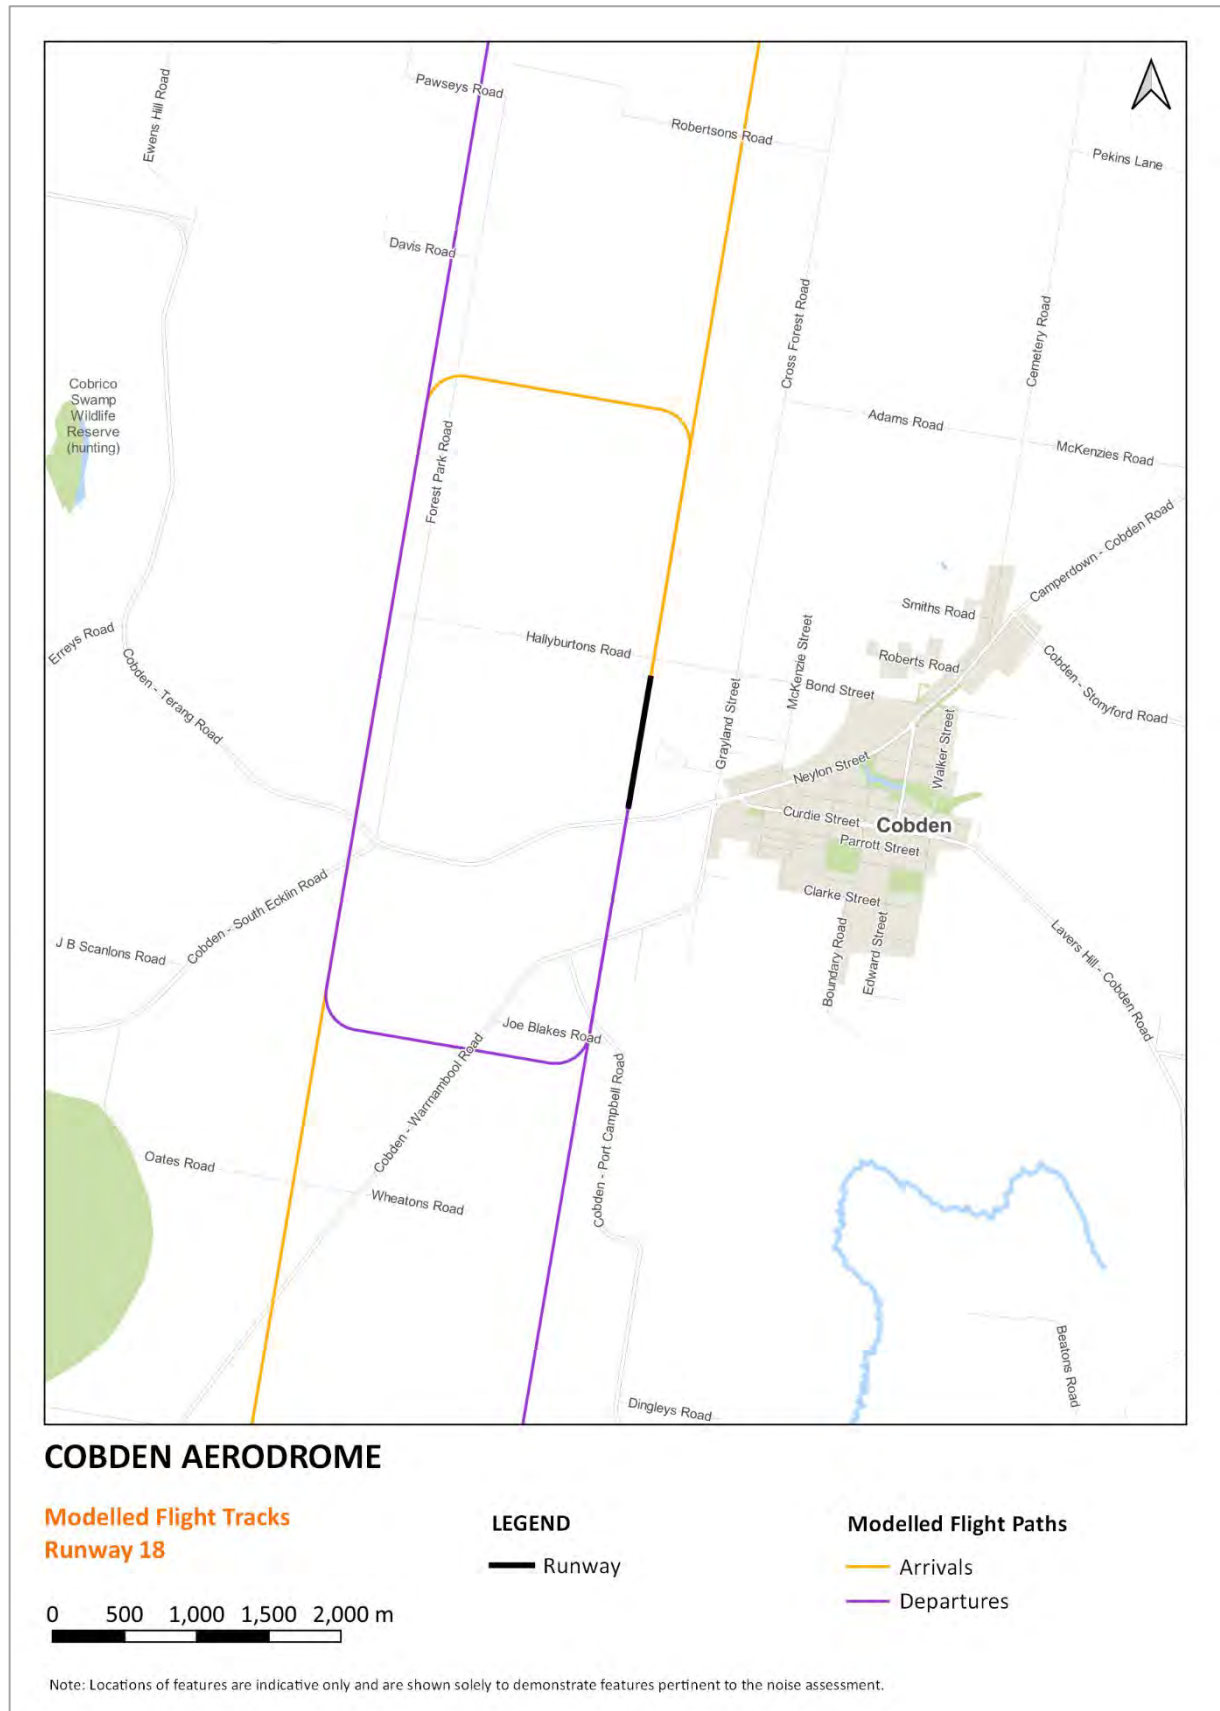 Pawseys Road
Ewens Hill Road
Robertsons Road
Pekins Lane
Davis Road
Cross Forest Road
Cemetery Road
Cobrico
Swamp
Wildlife
Reserve
(hunting)
Adams Road
McKenzies Road
Forest Park Road
Camperdown - Cobden Road
Smiths Road
Erreys Road
Hallyburtons Road
McKenzie Street
Roberts Road
Cobden - Stonyford Road
Cobden - Terang Road
Bond Street
Grayland Street
Walker Street
Neylon Street
Curdie Street
Cobden
Parrott Street
Clarke Street
Cobden - South Ecklin Road
J B Scanlons Road
Boundary Road
Edward Street
Lavers Hill - Cobden Road
Joe Blakes Road
Cobden - Warrnambool Road
Cobden - Port Campbell Road
Oates Road
Wheatons Road
Beatons Road
Dingleys Road
COBDEN AERODROME
Modelled Flight Tracks
Runway 18
LEGEND
Runway
Modelled Flight Paths
Arrivals
Departures
0 500 1,000 1,500 2,000 m
Note: Locations of features are indicative only and are shown solely to demonstrate features pertinent to the noise assessment.